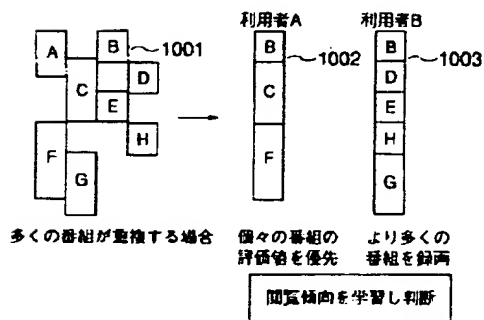 利用者A
利用者B
A
B
1001
C
D
E
F
G
H
B
1002
C
F
B
1003
D
E
H
G
多くの番組が重複する場合
個々の番組の
評価値を優先
より多くの
番組を録画
閲覧傾向を学習し判断